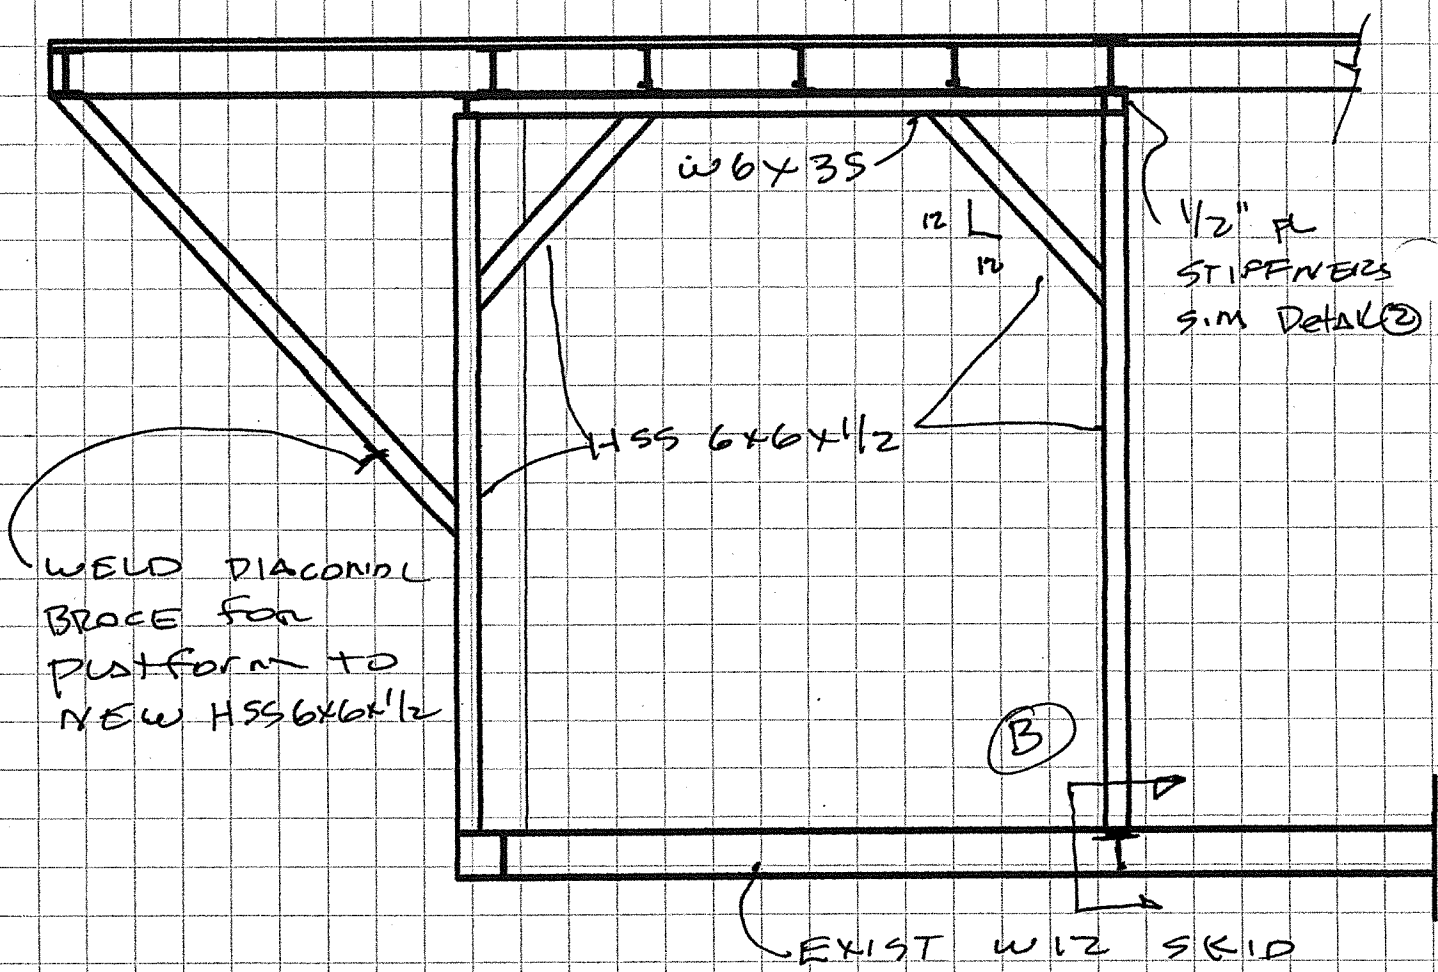 W6X35
12
12
1/2" PL
STIFFNERS
SIM Detail 2
HSS 6X6X1/2
WELD DIAGONAL
BRACE for
platform to
NEW HSS6X6X1/2
B
EXIST W12 SKID